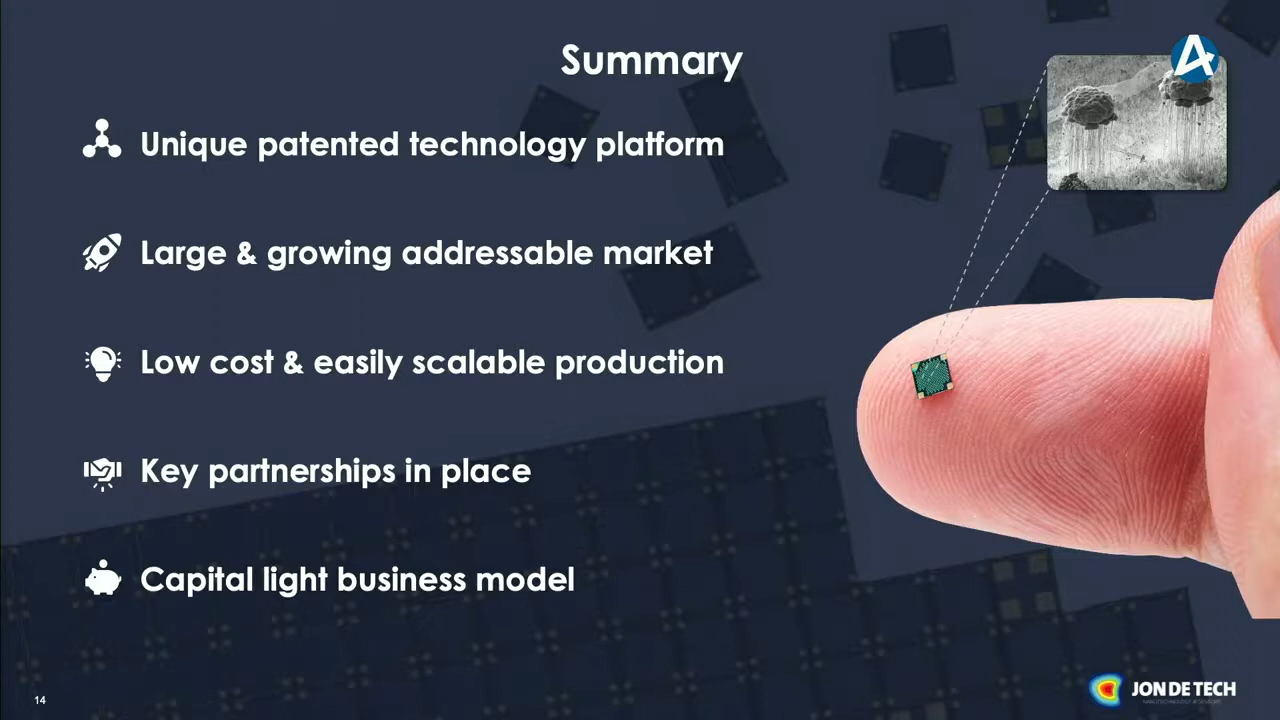 Summary
Unique patented technology platform
Large & growing addressable market
Low cost & easily scalable production
Key partnerships in place
Capital light business model
14
JONDETECH